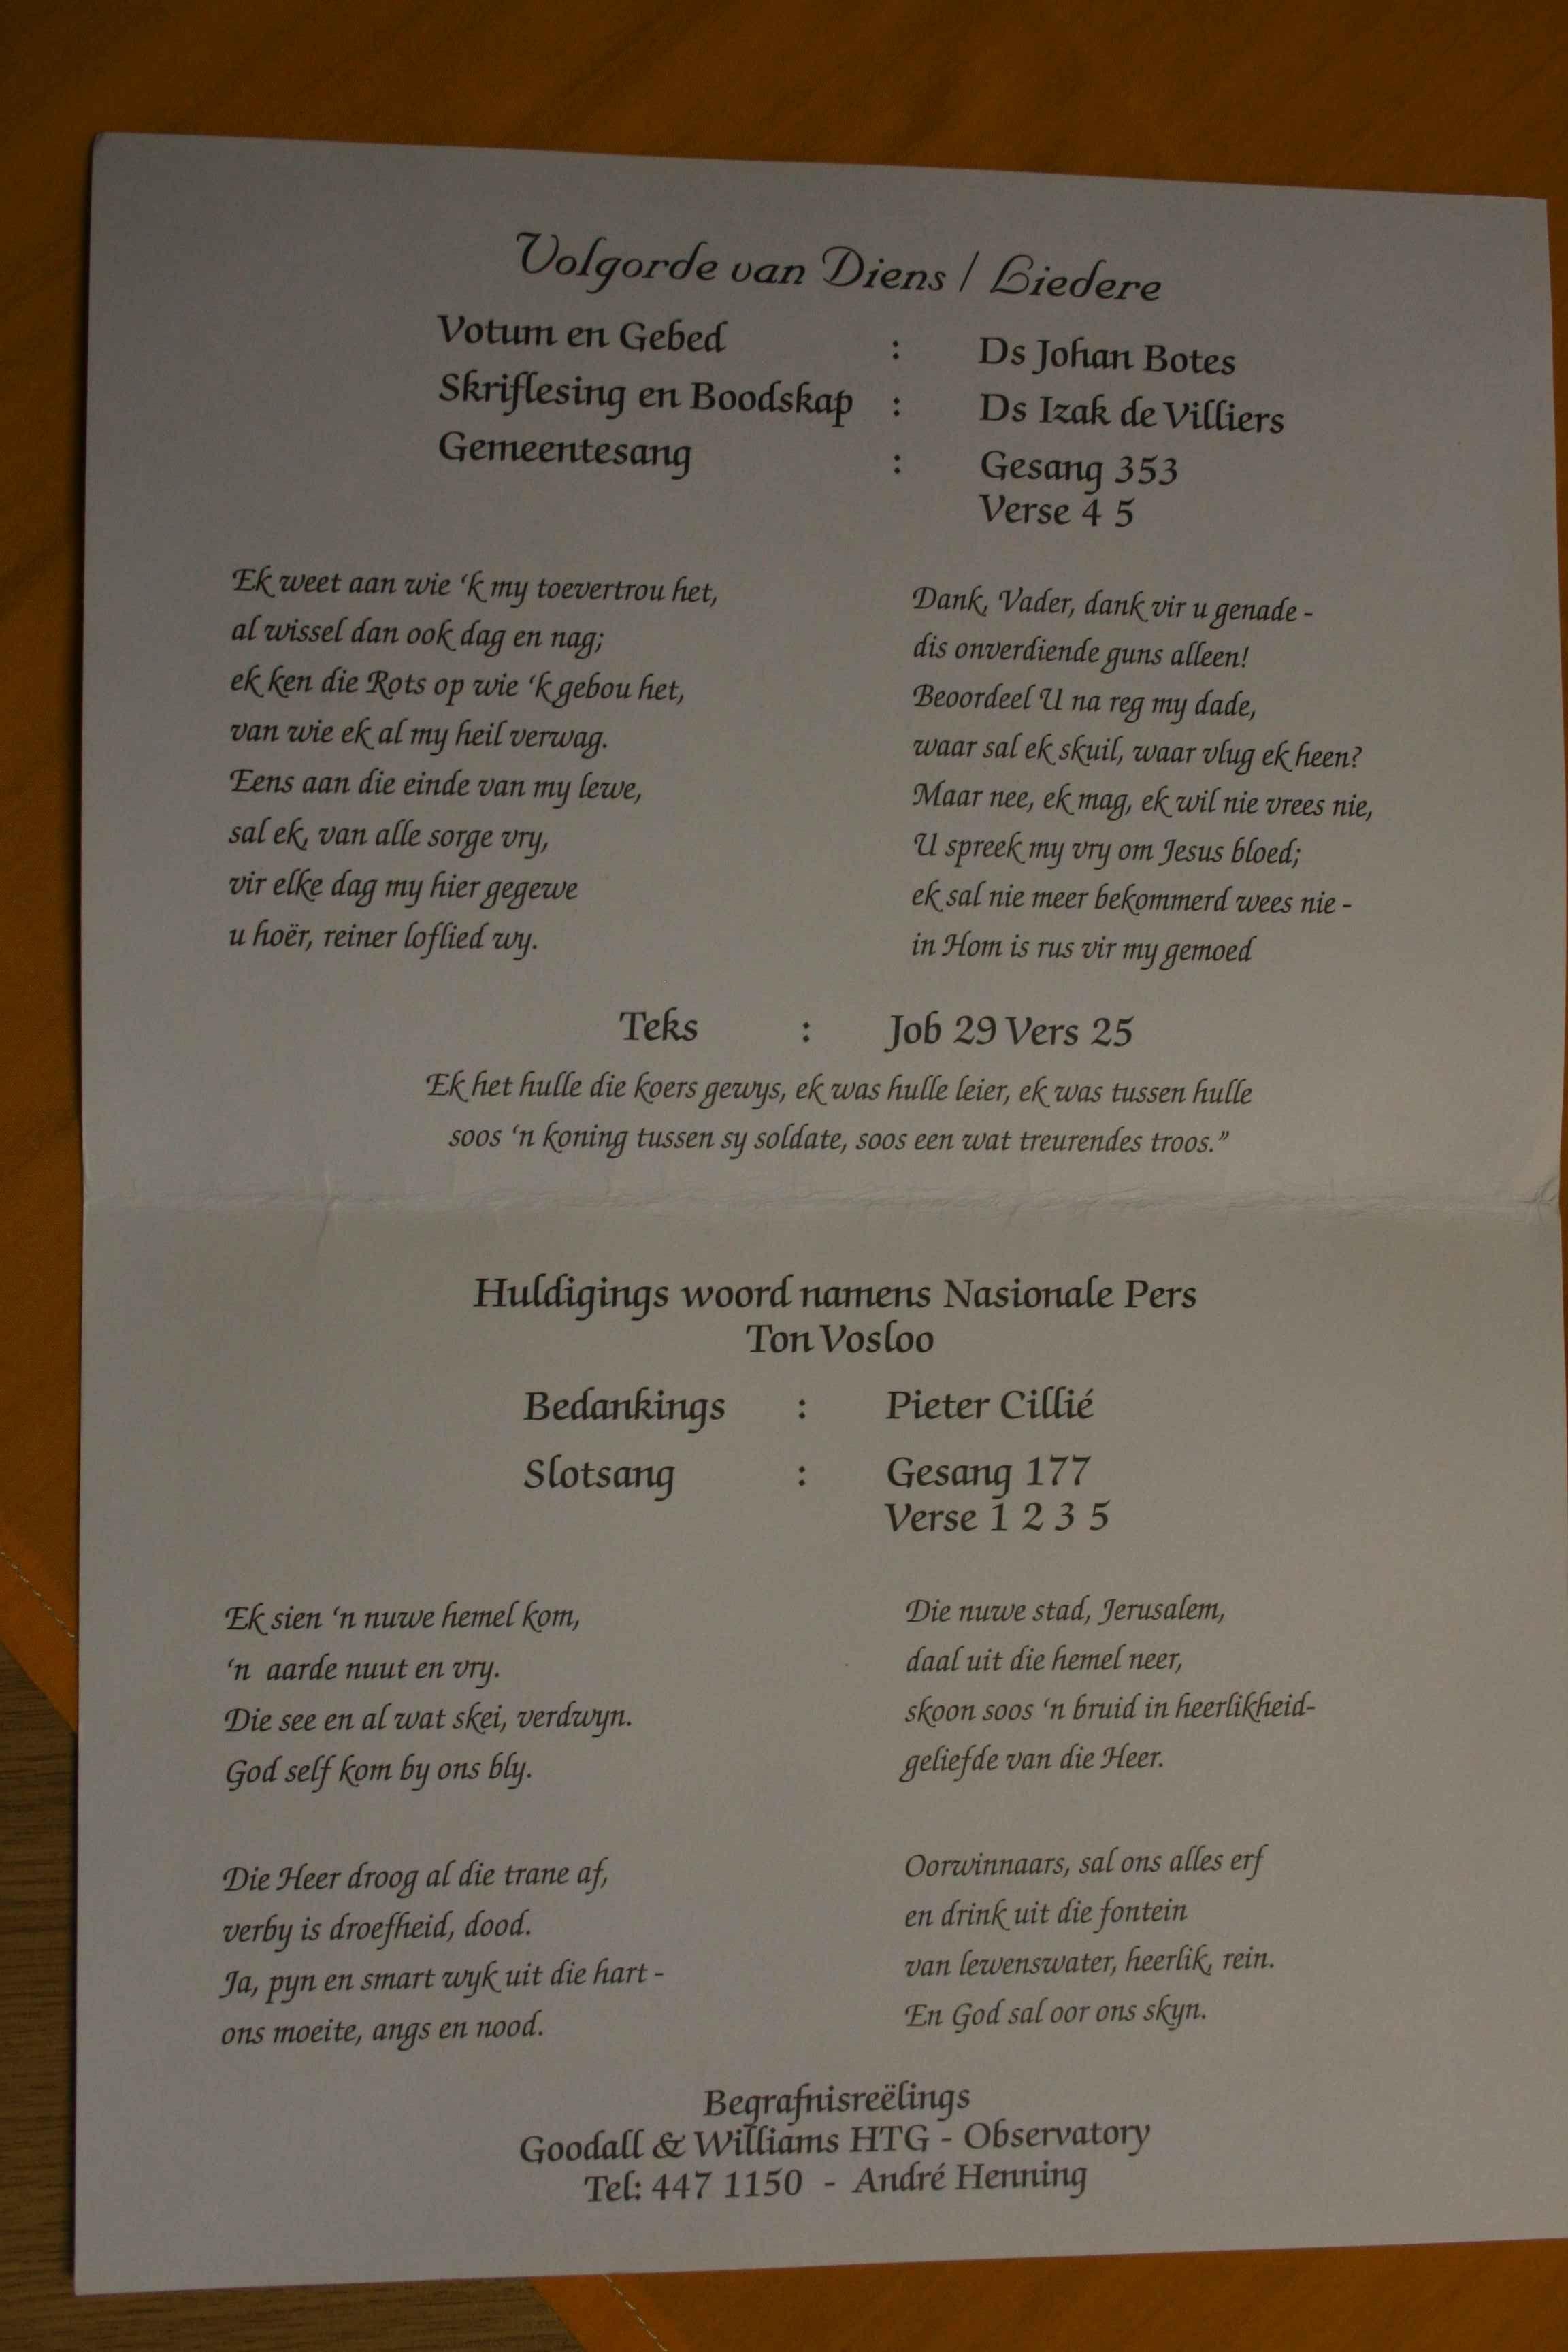 Volgorde van Diens / Liedere
Votum en Gebed : Ds Johan Botes
Skriflesing en Boodskap : Ds Izak de Villiers
Gemeentesang : Gesang 353
Verse 4 5
Ek weet aan wie ‘k my toevertrou het,
al wissel dan ook dag en nag;
ek ken die Rots op wie ‘k gebou het,
van wie ek al my heil verwag.
Eens aan die einde van my lewe,
sal ek, van alle sorge vry,
vir elke dag my hier gegewe
u hoër, reiner loflied wy.
Dank, Vader, dank vir u genade -
dis onverdiende guns alleen!
Beoordeel U na reg my dade,
waar sal ek skuil, waar vlug ek heen?
Maar nee, ek mag, ek wil nie vrees nie,
U spreek my vry om Jesus bloed;
ek sal nie meer bekommerd wees nie -
in Hom is rus vir my gemoed
Teks : Job 29 Vers 25
Ek het hulle die koers gewys, ek was hulle leier, ek was tussen hulle
soos ‘n koning tussen sy soldate, soos een wat treurendes troos.”
Huldigings woord namens Nasionale Pers
Ton Vosloo
Bedankings : Pieter Cillié
Slotsang : Gesang 177
Verse 1 2 3 5
Ek sien ‘n nuwe hemel kom,
‘n aarde nuut en vry.
Die see en al wat skei, verdwyn.
God self kom by ons bly.
Die nuwe stad, Jerusalem,
daal uit die hemel neer,
skoon soos ‘n bruid in heerlikheid-
geliefde van die Heer.
Die Heer droog al die trane af,
verby is droefheid, dood.
Ja, pyn en smart wyk uit die hart -
ons moeite, angs en nood.
Oorwinnaars, sal ons alles erf
en drink uit die fontein
van lewenswater, heerlik, rein.
En God sal oor ons skyn.
Begrafnisreëlings
Goodall & Williams HTG - Observatory
Tel: 447 1150 - André Henning